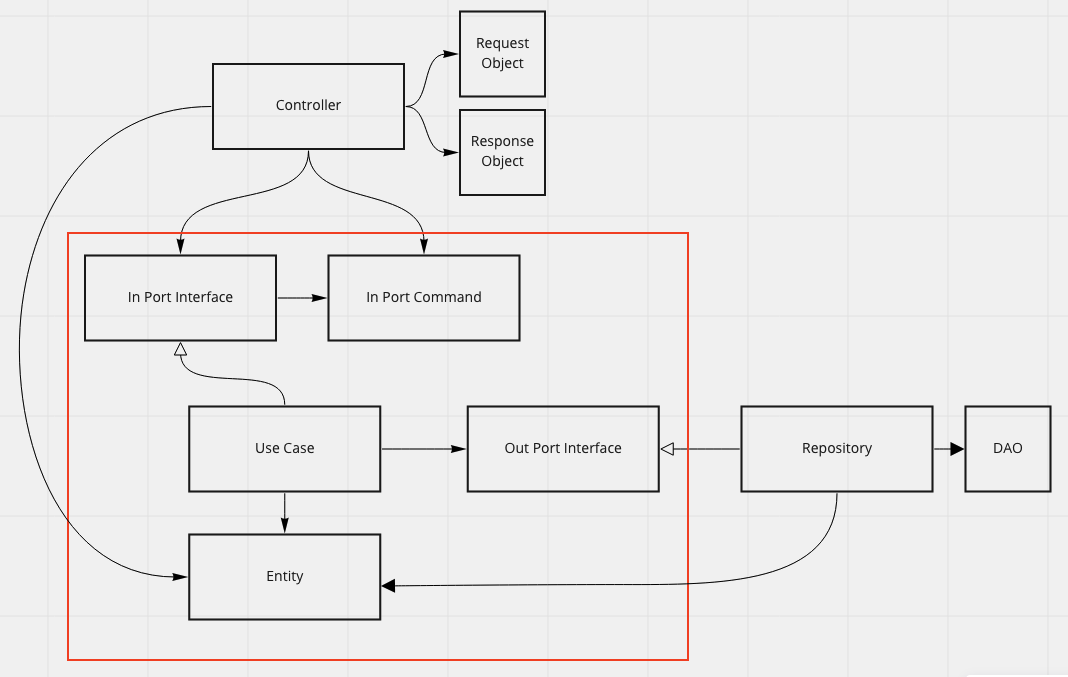 Request
Object
Controller
Response
Object
In Port Interface
In Port Command
Use Case
Out Port Interface
Repository
DAO
Entity